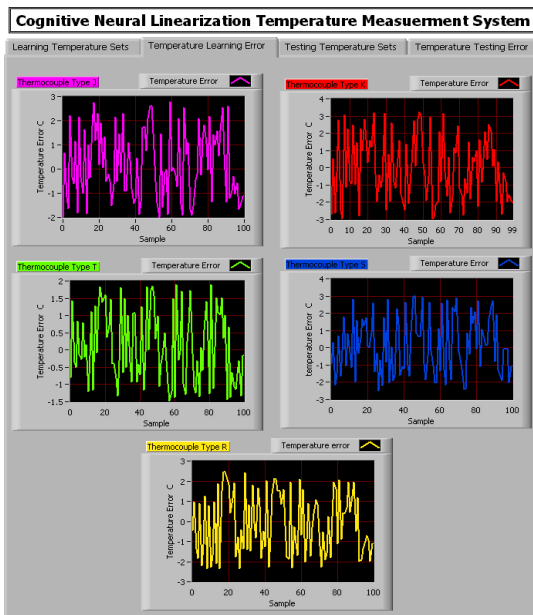 Cognitive Neural Linearization Temperature Measuerment System
Learning Temperature Sets Temperature Learning Error Testing Temperature Sets Temperature Testing Error
Thermocouple Type J Temperature Error
Temperature Error C
3
2
1
0
-1
-2
0 20 40 60 80 100
Sample
Thermocouple Type K Temperature Error
Temperature Error C
4
3
2
1
0
-1
-2
-3
0 10 20 30 40 50 60 70 80 90 99
Sample
Thermocouple Type T Temperature Error
Temperature Error C
2
1.5
1
0.5
0
-0.5
-1
-1.5
0 20 40 60 80 100
Sample
Thermocouple Type S Temperature Error
Temperature Error C
4
3
2
1
0
-1
-2
-3
0 20 40 60 80 100
Sample
Thermocouple Type R Temperature error
Temperature Error C
3
2
1
0
-1
-2
-3
0 20 40 60 80 100
Sample